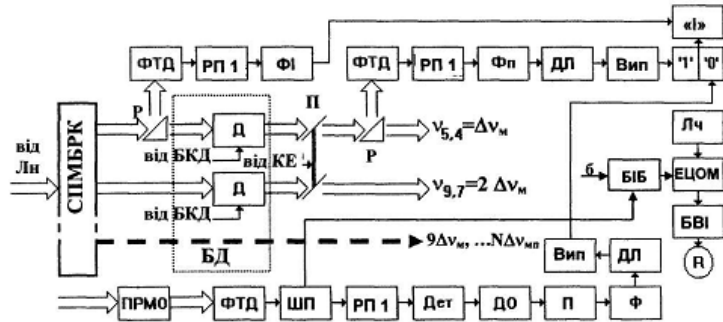 «І»
ФТД РП 1 ФІ ФТД РП 1 Фп ДЛ Вип '1' '0'
Р П
від Лн
СПМБРК
Д
від БКД від КЕ
Р
ν5,4=Δνм
Лч
Д
від БКД
ν9,7=2 Δνм
б БІБ ЕЦОМ
БВІ
БД
9Δνм, ...NΔνмп
Вип ДЛ
R
ПРМО ФТД ШП РП 1 Дет ДО П Ф